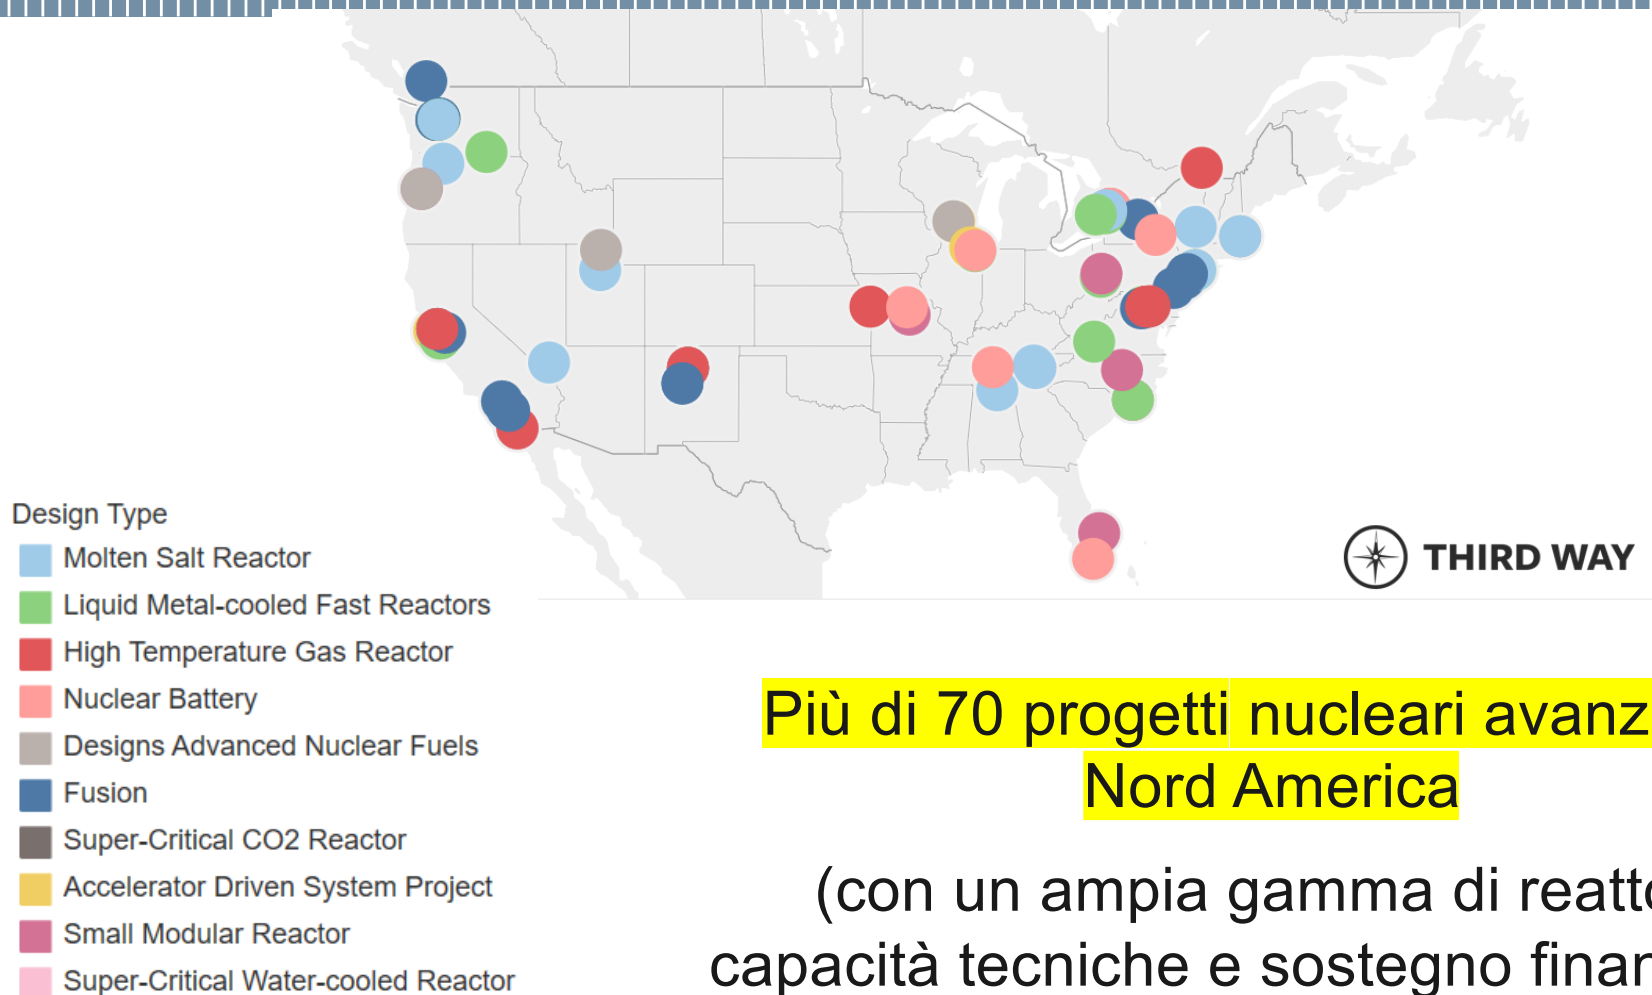 Design Type
Molten Salt Reactor
Liquid Metal-cooled Fast Reactors
High Temperature Gas Reactor
Nuclear Battery
Designs Advanced Nuclear Fuels
Fusion
Super-Critical CO2 Reactor
Accelerator Driven System Project
Small Modular Reactor
Super-Critical Water-cooled Reactor
THIRD WAY
Più di 70 progetti nucleari avanz
Nord America
(con un ampia gamma di reatto
capacità tecniche e sostegno finan